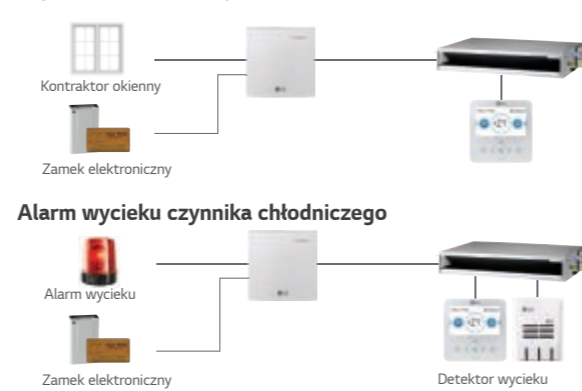 Kontraktor okienny
Zamek elektroniczny
Alarm wycieku czynnika chłodniczego
Alarm wycieku
Zamek elektroniczny
Detektor wycieku